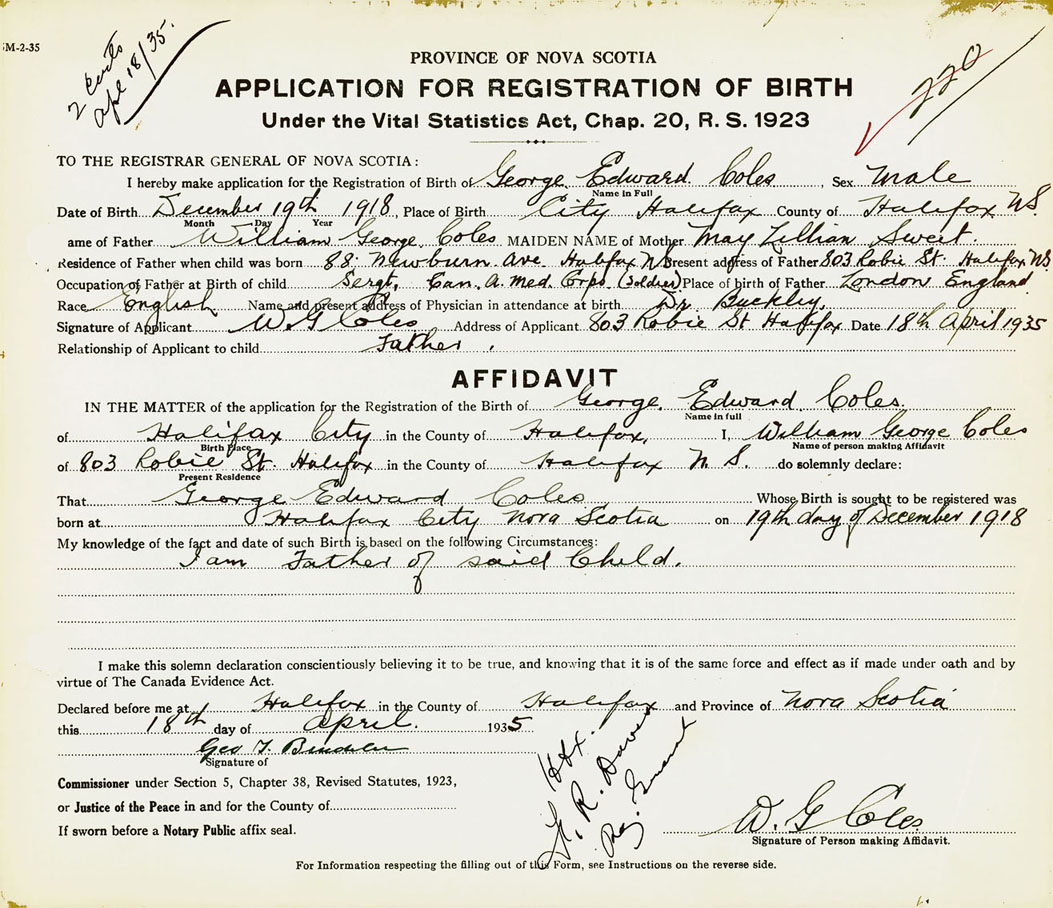 M-2-35
2 Certs
Apl 18/35.
220
PROVINCE OF NOVA SCOTIA
APPLICATION FOR REGISTRATION OF BIRTH
Under the Vital Statistics Act, Chap. 20, R. S. 1923
TO THE REGISTRAR GENERAL OF NOVA SCOTIA:
I hereby make application for the Registration of Birth of George Edward Coles, Sex Male
Name in Full
Date of Birth December 19th 1918, Place of Birth City Halifax County of Halifax NS.
Month Day Year
ame of Father William George Coles MAIDEN NAME of Mother May Lillian Sweet.
Residence of Father when child was born 88 Newburn Ave. Halifax NS Present address of Father 803 Robie St. Halifax NS
Occupation of Father at Birth of child Sergt. Can. A. Med. Corps. (Soldier) Place of birth of Father London England
Race English Name and present address of Physician in attendance at birth Dr. Buckley.
Signature of Applicant W G Coles Address of Applicant 803 Robie St Halifax Date 18th April 1935
Relationship of Applicant to child Father.
AFFIDAVIT
IN THE MATTER of the application for the Registration of the Birth of George Edward Coles.
Name in full
of Halifax City in the County of Halifax, I, William George Coles
Birth Place Name of person making Affidavit
of 803 Robie St. Halifax in the County of Halifax N S. do solemnly declare:
Present Residence
That George Edward Coles Whose Birth is sought to be registered was
born at Halifax City Nova Scotia on 19th day of December 1918
My knowledge of the fact and date of such Birth is based on the following Circumstances:
I am Father of said Child.
I make this solemn declaration conscientiously believing it to be true, and knowing that it is of the same force and effect as if made under oath and by
virtue of The Canada Evidence Act.
Declared before me at Halifax in the County of Halifax and Province of Nova Scotia
this 18th day of April. 1935
Geo T.
Signature of
Commissioner under Section 5, Chapter 38, Revised Statutes, 1923,
or Justice of the Peace in and for the County of
If sworn before a Notary Public affix seal.
Hfx.
R.
W. G Coles
Signature of Person making Affidavit.
For Information respecting the filling out of this Form, see Instructions on the reverse side.